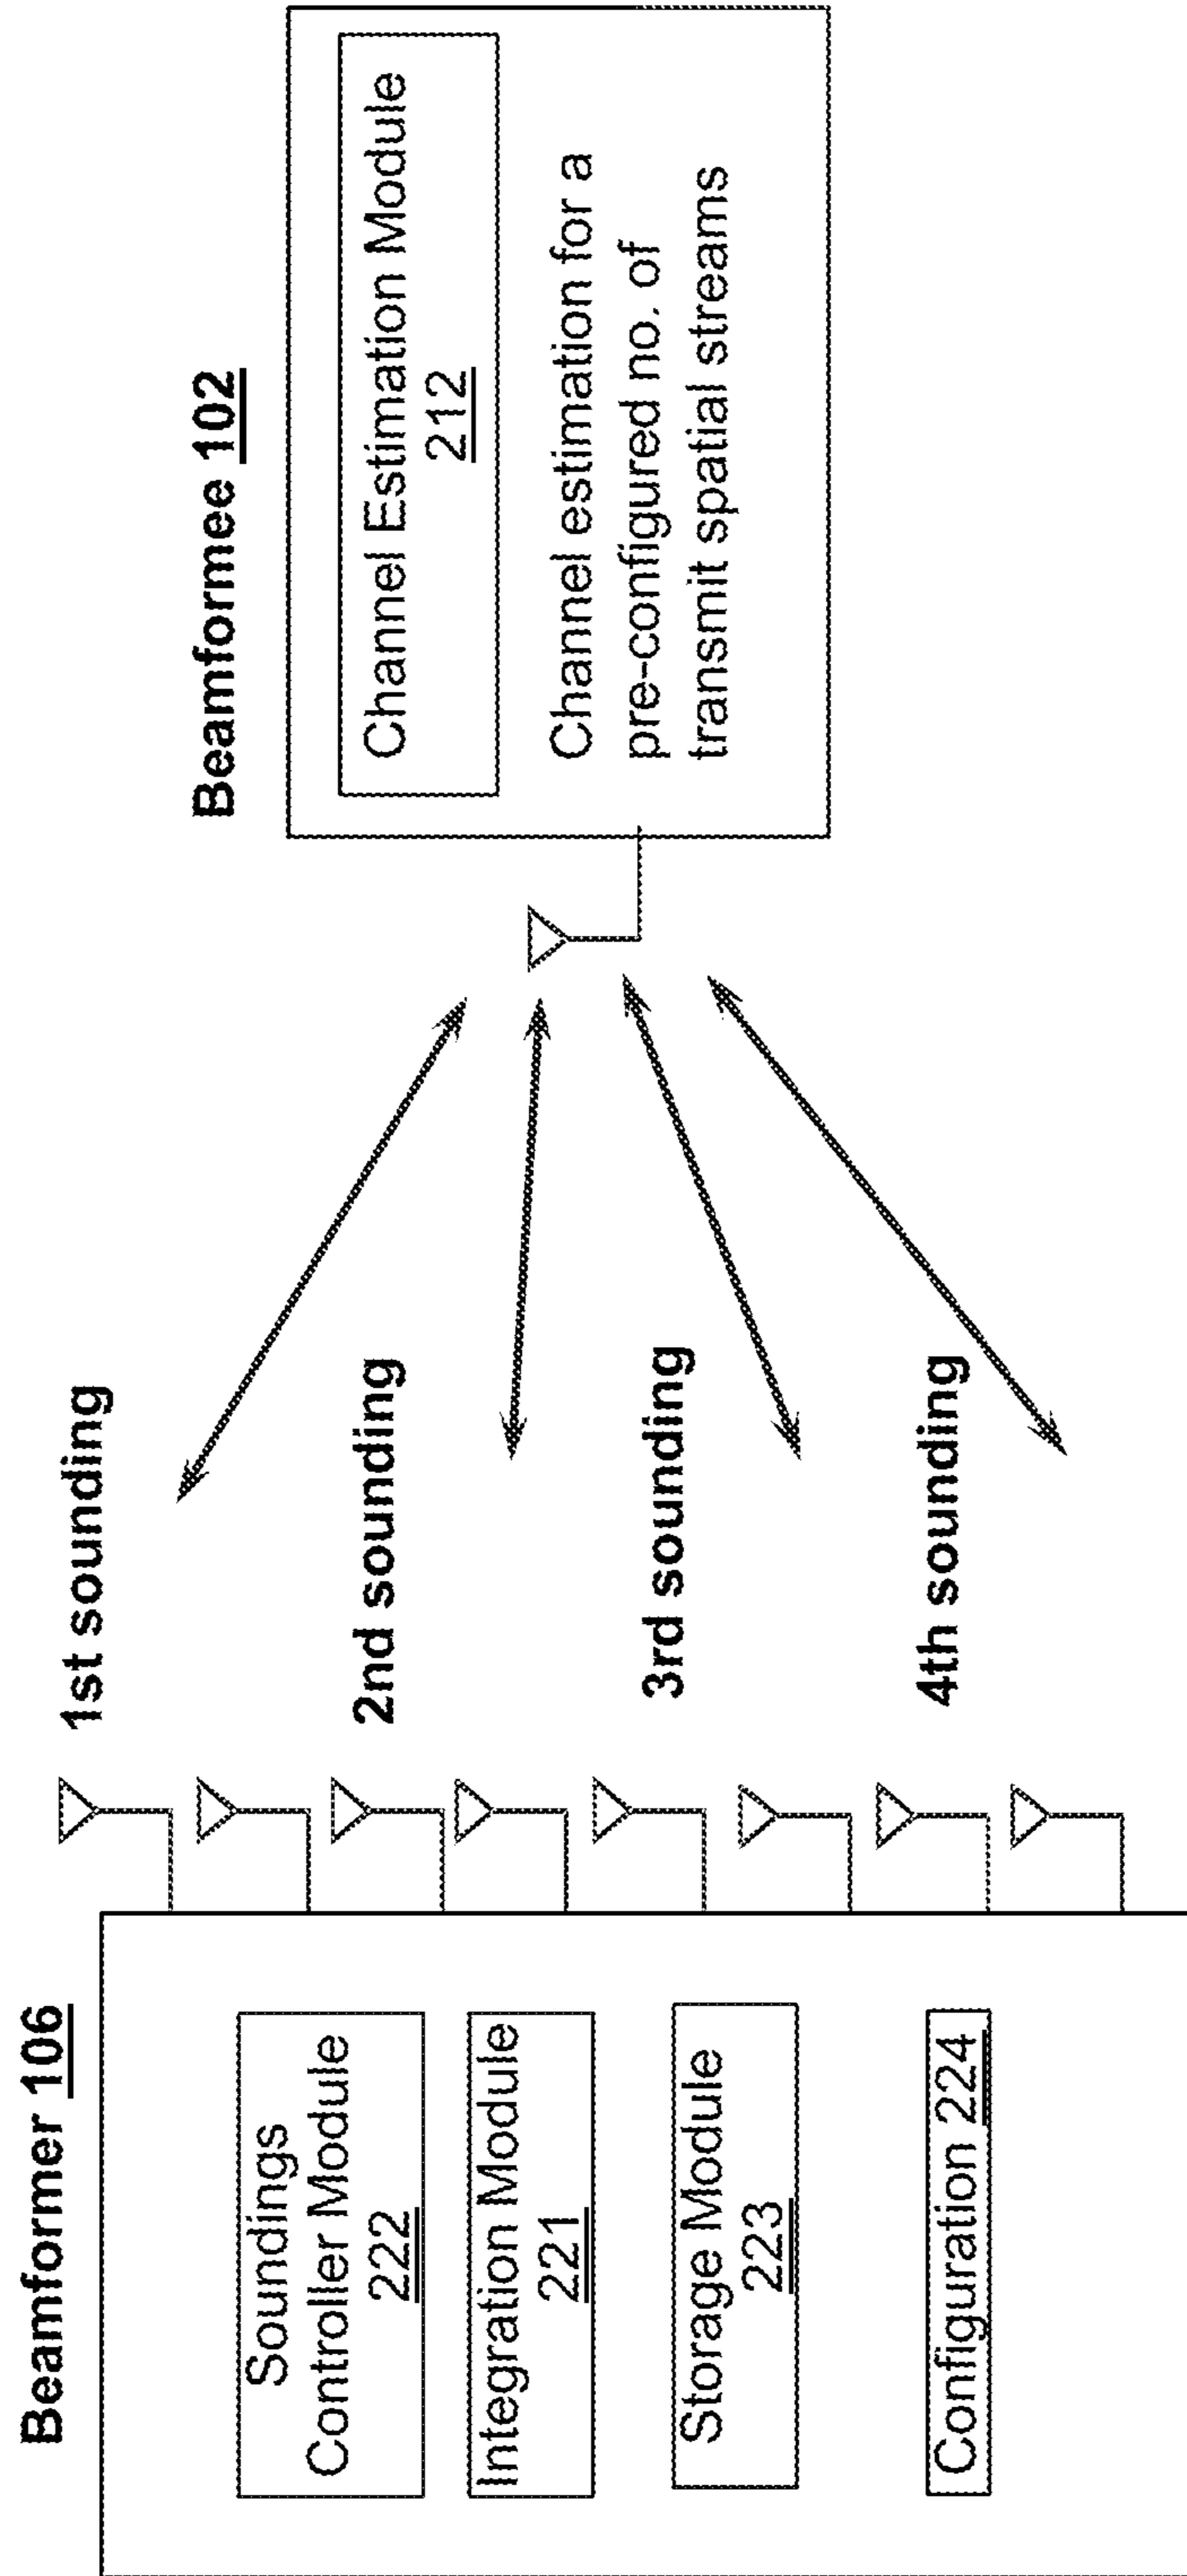 Beamformer 106
Soundings
Controller Module
222
Integration Module
221
Storage Module
223
Configuration 224
1st sounding
2nd sounding
3rd sounding
4th sounding
Beamformee 102
Channel Estimation Module
212
Channel estimation for a
pre-configured no. of
transmit spatial streams